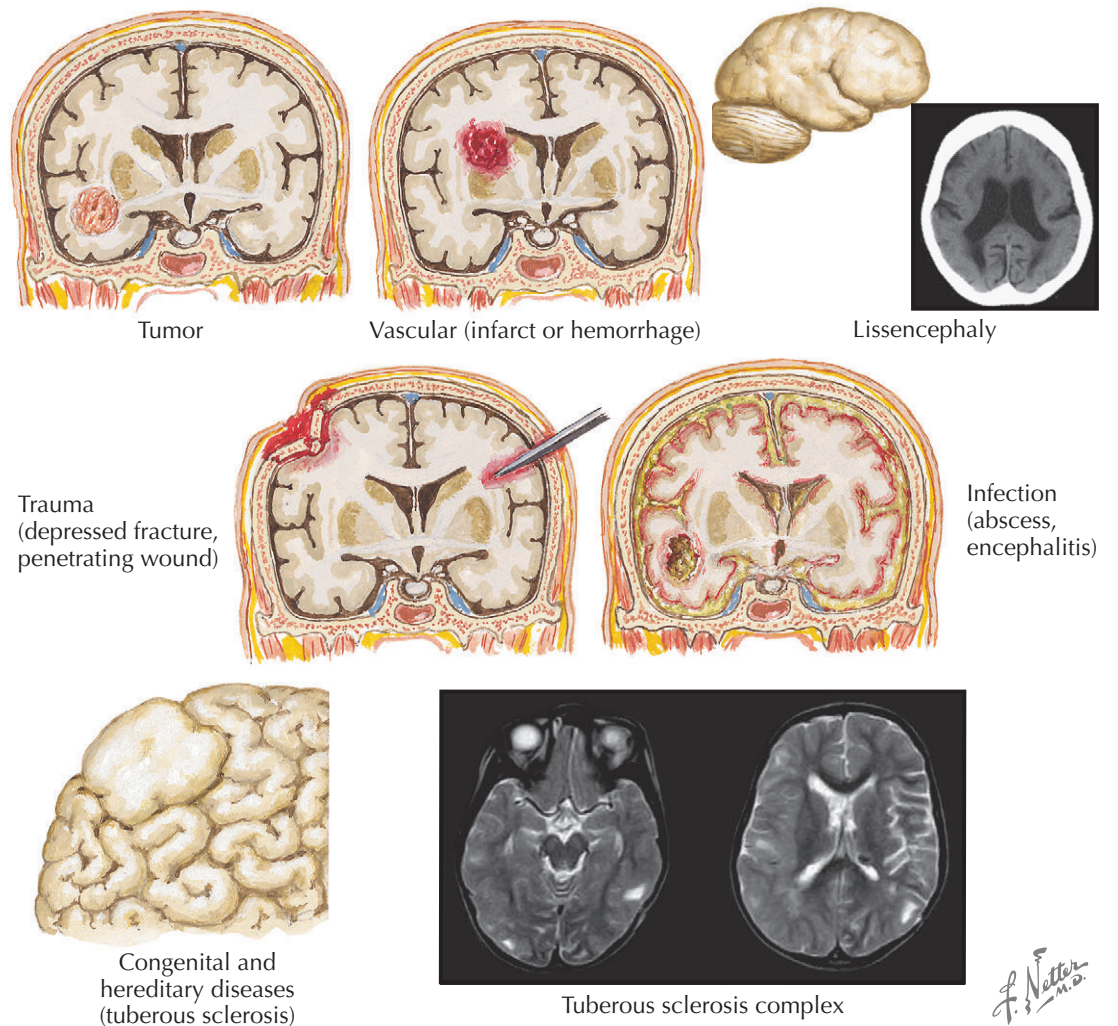 Tumor
Vascular (infarct or hemorrhage)
Lissencephaly
Trauma
(depressed fracture,
penetrating wound)
Infection
(abscess,
encephalitis)
Congenital and
hereditary diseases
(tuberous sclerosis)
Tuberous sclerosis complex
F. Netter
M.D.